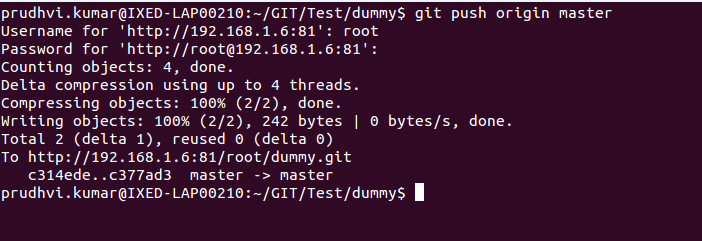 prudhvi.kumar@IXED-LAP00210:~/GIT/Test/dummy$ git push origin master
Username for 'http://192.168.1.6:81': root
Password for 'http://root@192.168.1.6:81':
Counting objects: 4, done.
Delta compression using up to 4 threads.
Compressing objects: 100% (2/2), done.
Writing objects: 100% (2/2), 242 bytes | 0 bytes/s, done.
Total 2 (delta 1), reused 0 (delta 0)
To http://192.168.1.6:81/root/dummy.git
   c314ede..c377ad3  master -> master
prudhvi.kumar@IXED-LAP00210:~/GIT/Test/dummy$